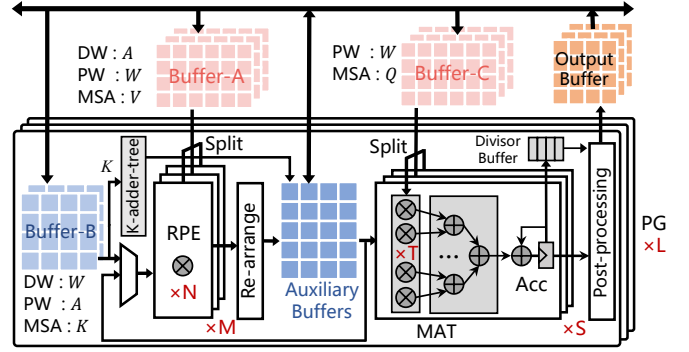 DW : A
PW : W
MSA : V
Buffer-A
PW : W
MSA : Q
Buffer-C
Output
Buffer
Split
Split
Divisor
Buffer
K
K-adder-tree
Buffer-B
RPE
×N
×M
Re-arrange
Auxiliary
Buffers
×T
...
Acc
MAT
×S
Post-processing
PG
×L
DW : W
PW : A
MSA : K